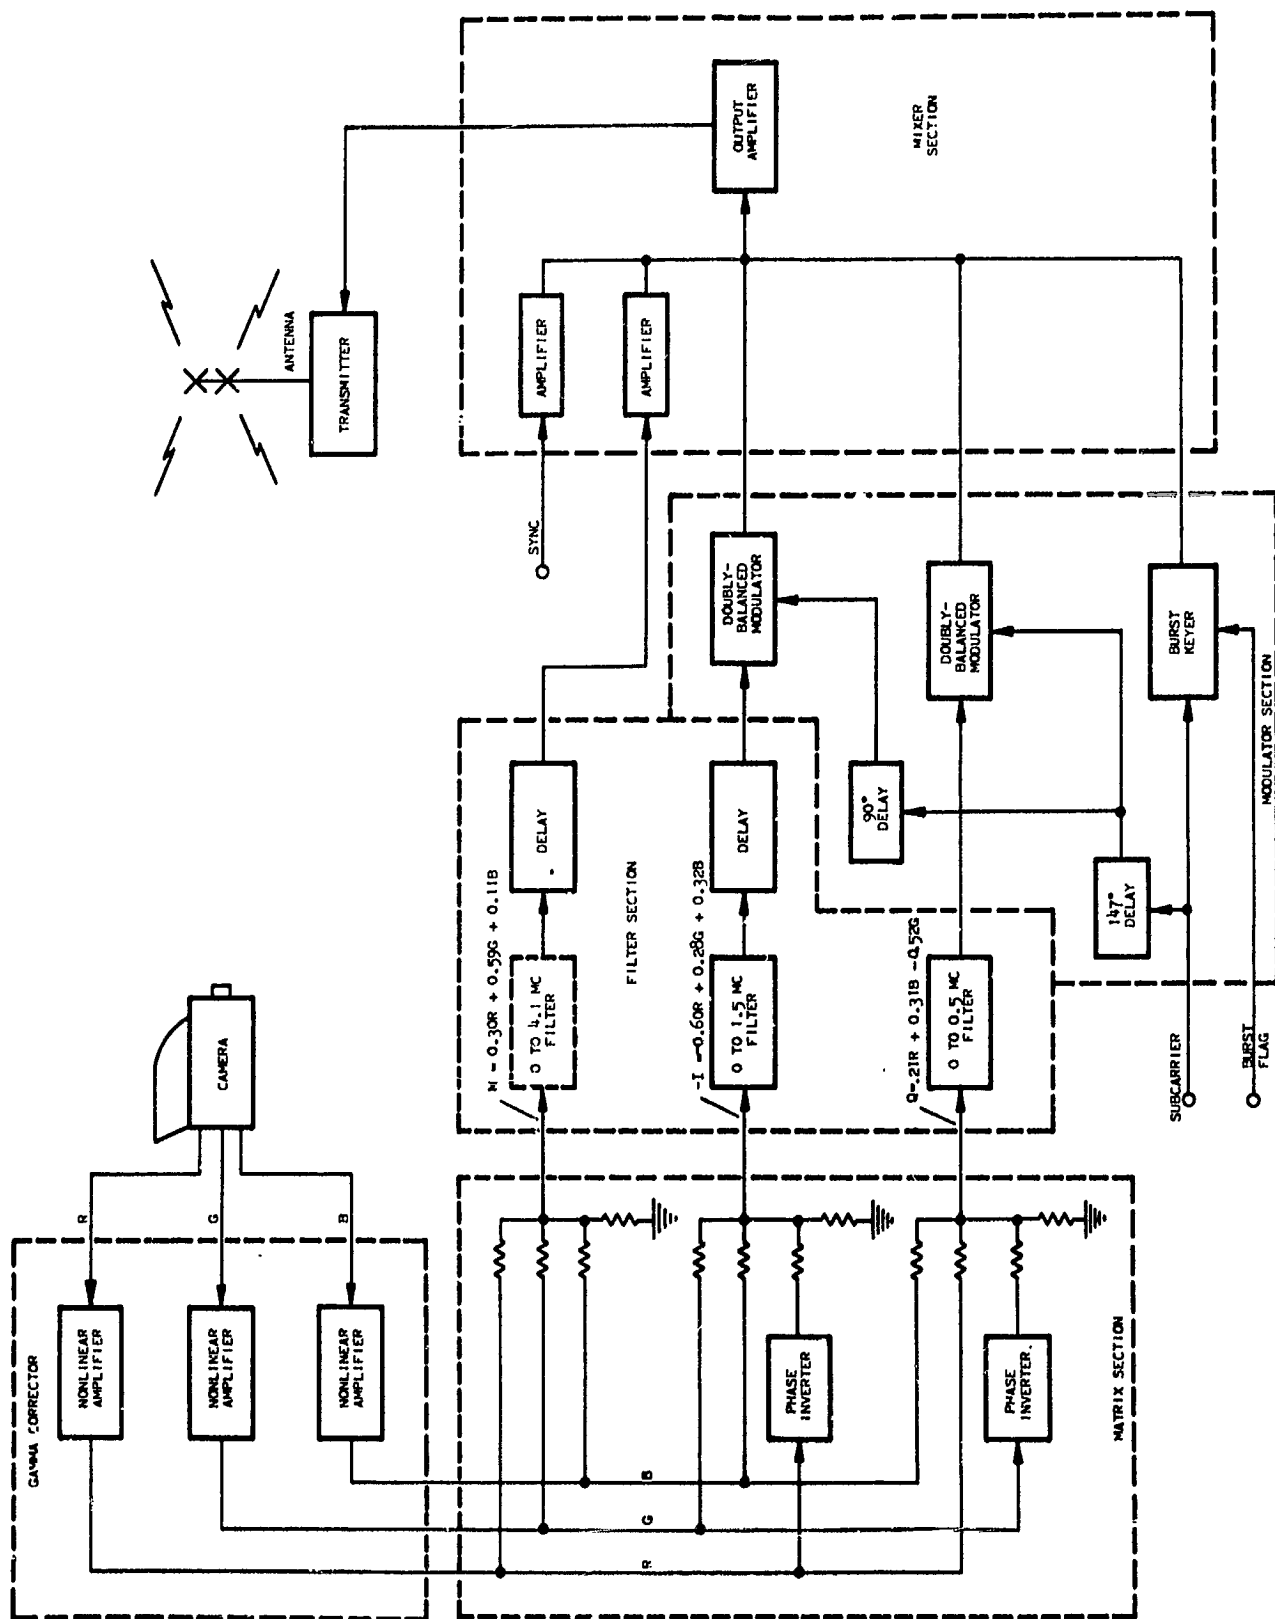 GAMMA CORRECTOR
NONLINEAR
AMPLIFIER
NONLINEAR
AMPLIFIER
NONLINEAR
AMPLIFIER
R
G
B
CAMERA
ANTENNA
TRANSMITTER
R
G
B
PHASE
INVERTER
PHASE
INVERTER.
MATRIX SECTION
M = 0.30R + 0.59G + 0.11B
0 TO 4.1 MC
FILTER
DELAY
FILTER SECTION
-I =-0.60R + 0.28G + 0.32B
0 TO 1.5 MC
FILTER
DELAY
Q=.21R + 0.31B -0.52G
0 TO 0.5 MC
FILTER
SYNC
AMPLIFIER
AMPLIFIER
OUTPUT
AMPLIFIER
MIXER
SECTION
DOUBLY-
BALANCED
MODULATOR
90°
DELAY
DOUBLY-
BALANCED
MODULATOR
147°
DELAY
BURST
KEYER
SUBCARRIER
BURST
FLAG
MODULATOR SECTION